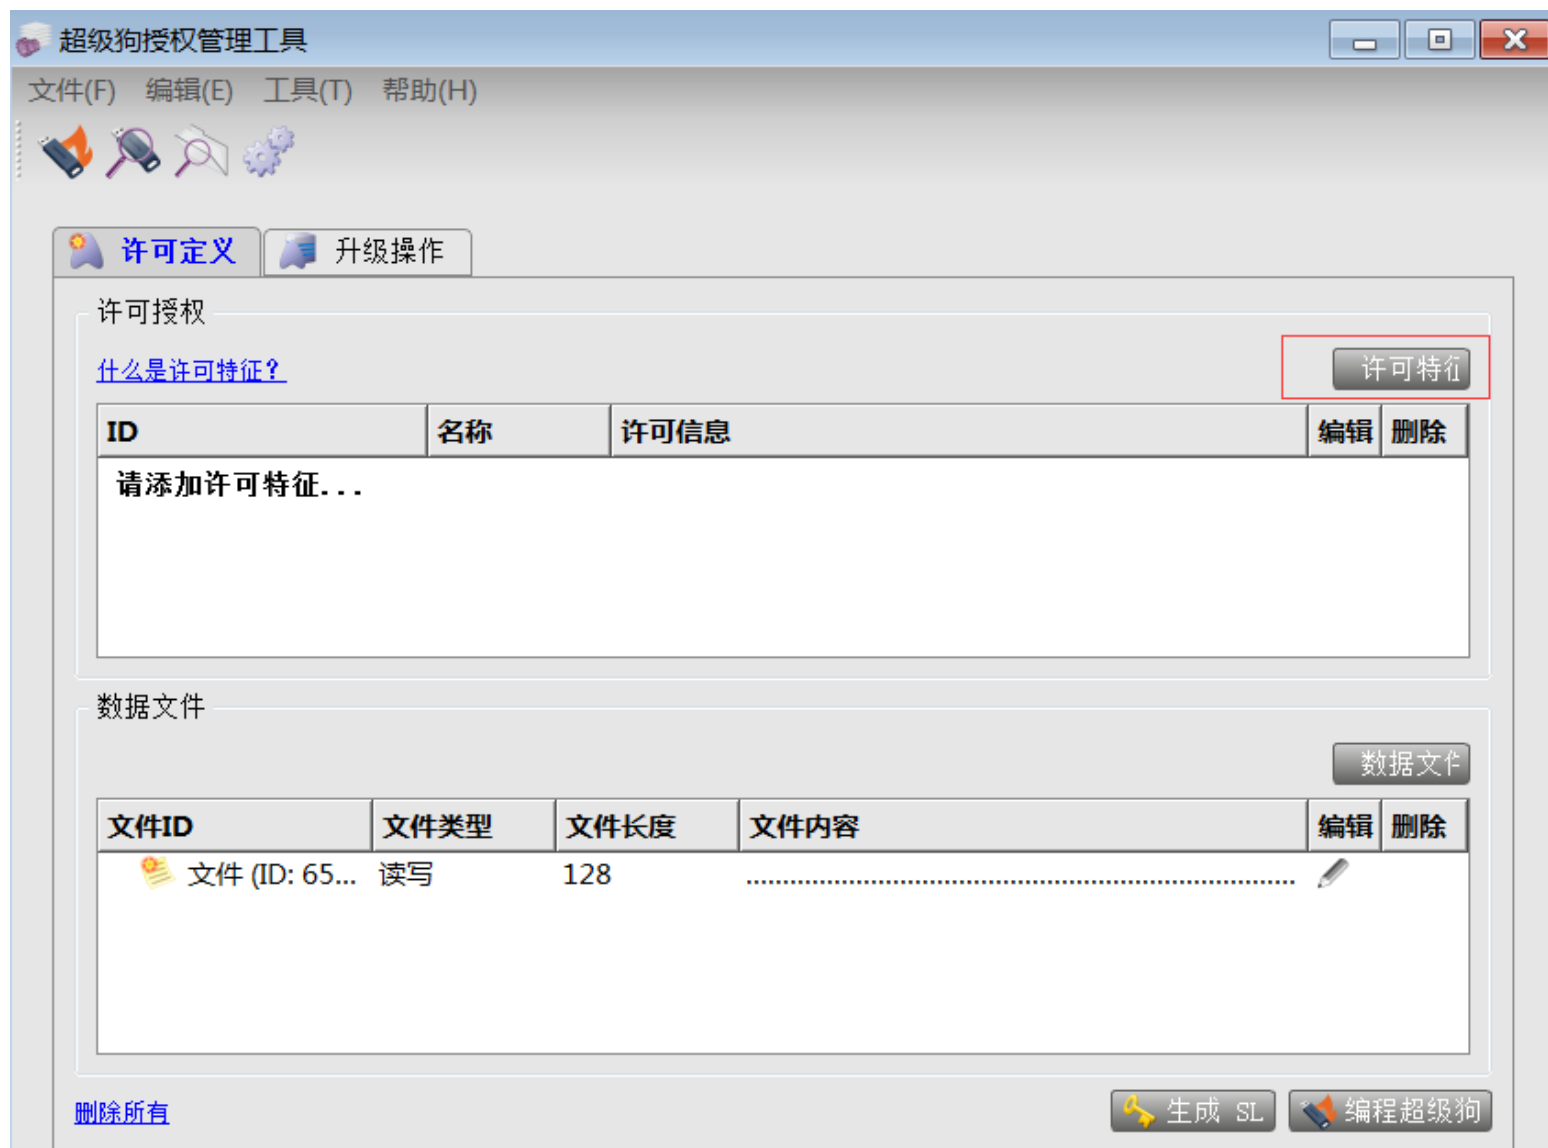 超级狗授权管理工具
文件(F) 编辑(E) 工具(T) 帮助(H)
许可定义 升级操作
许可授权
什么是许可特征?
许可特征
ID 名称 许可信息 编辑 删除
请添加许可特征...
数据文件
数据文件
文件ID 文件类型 文件长度 文件内容 编辑 删除
文件 (ID: 65... 读写 128 ...........................................................................
删除所有 生成 SL 编程超级狗